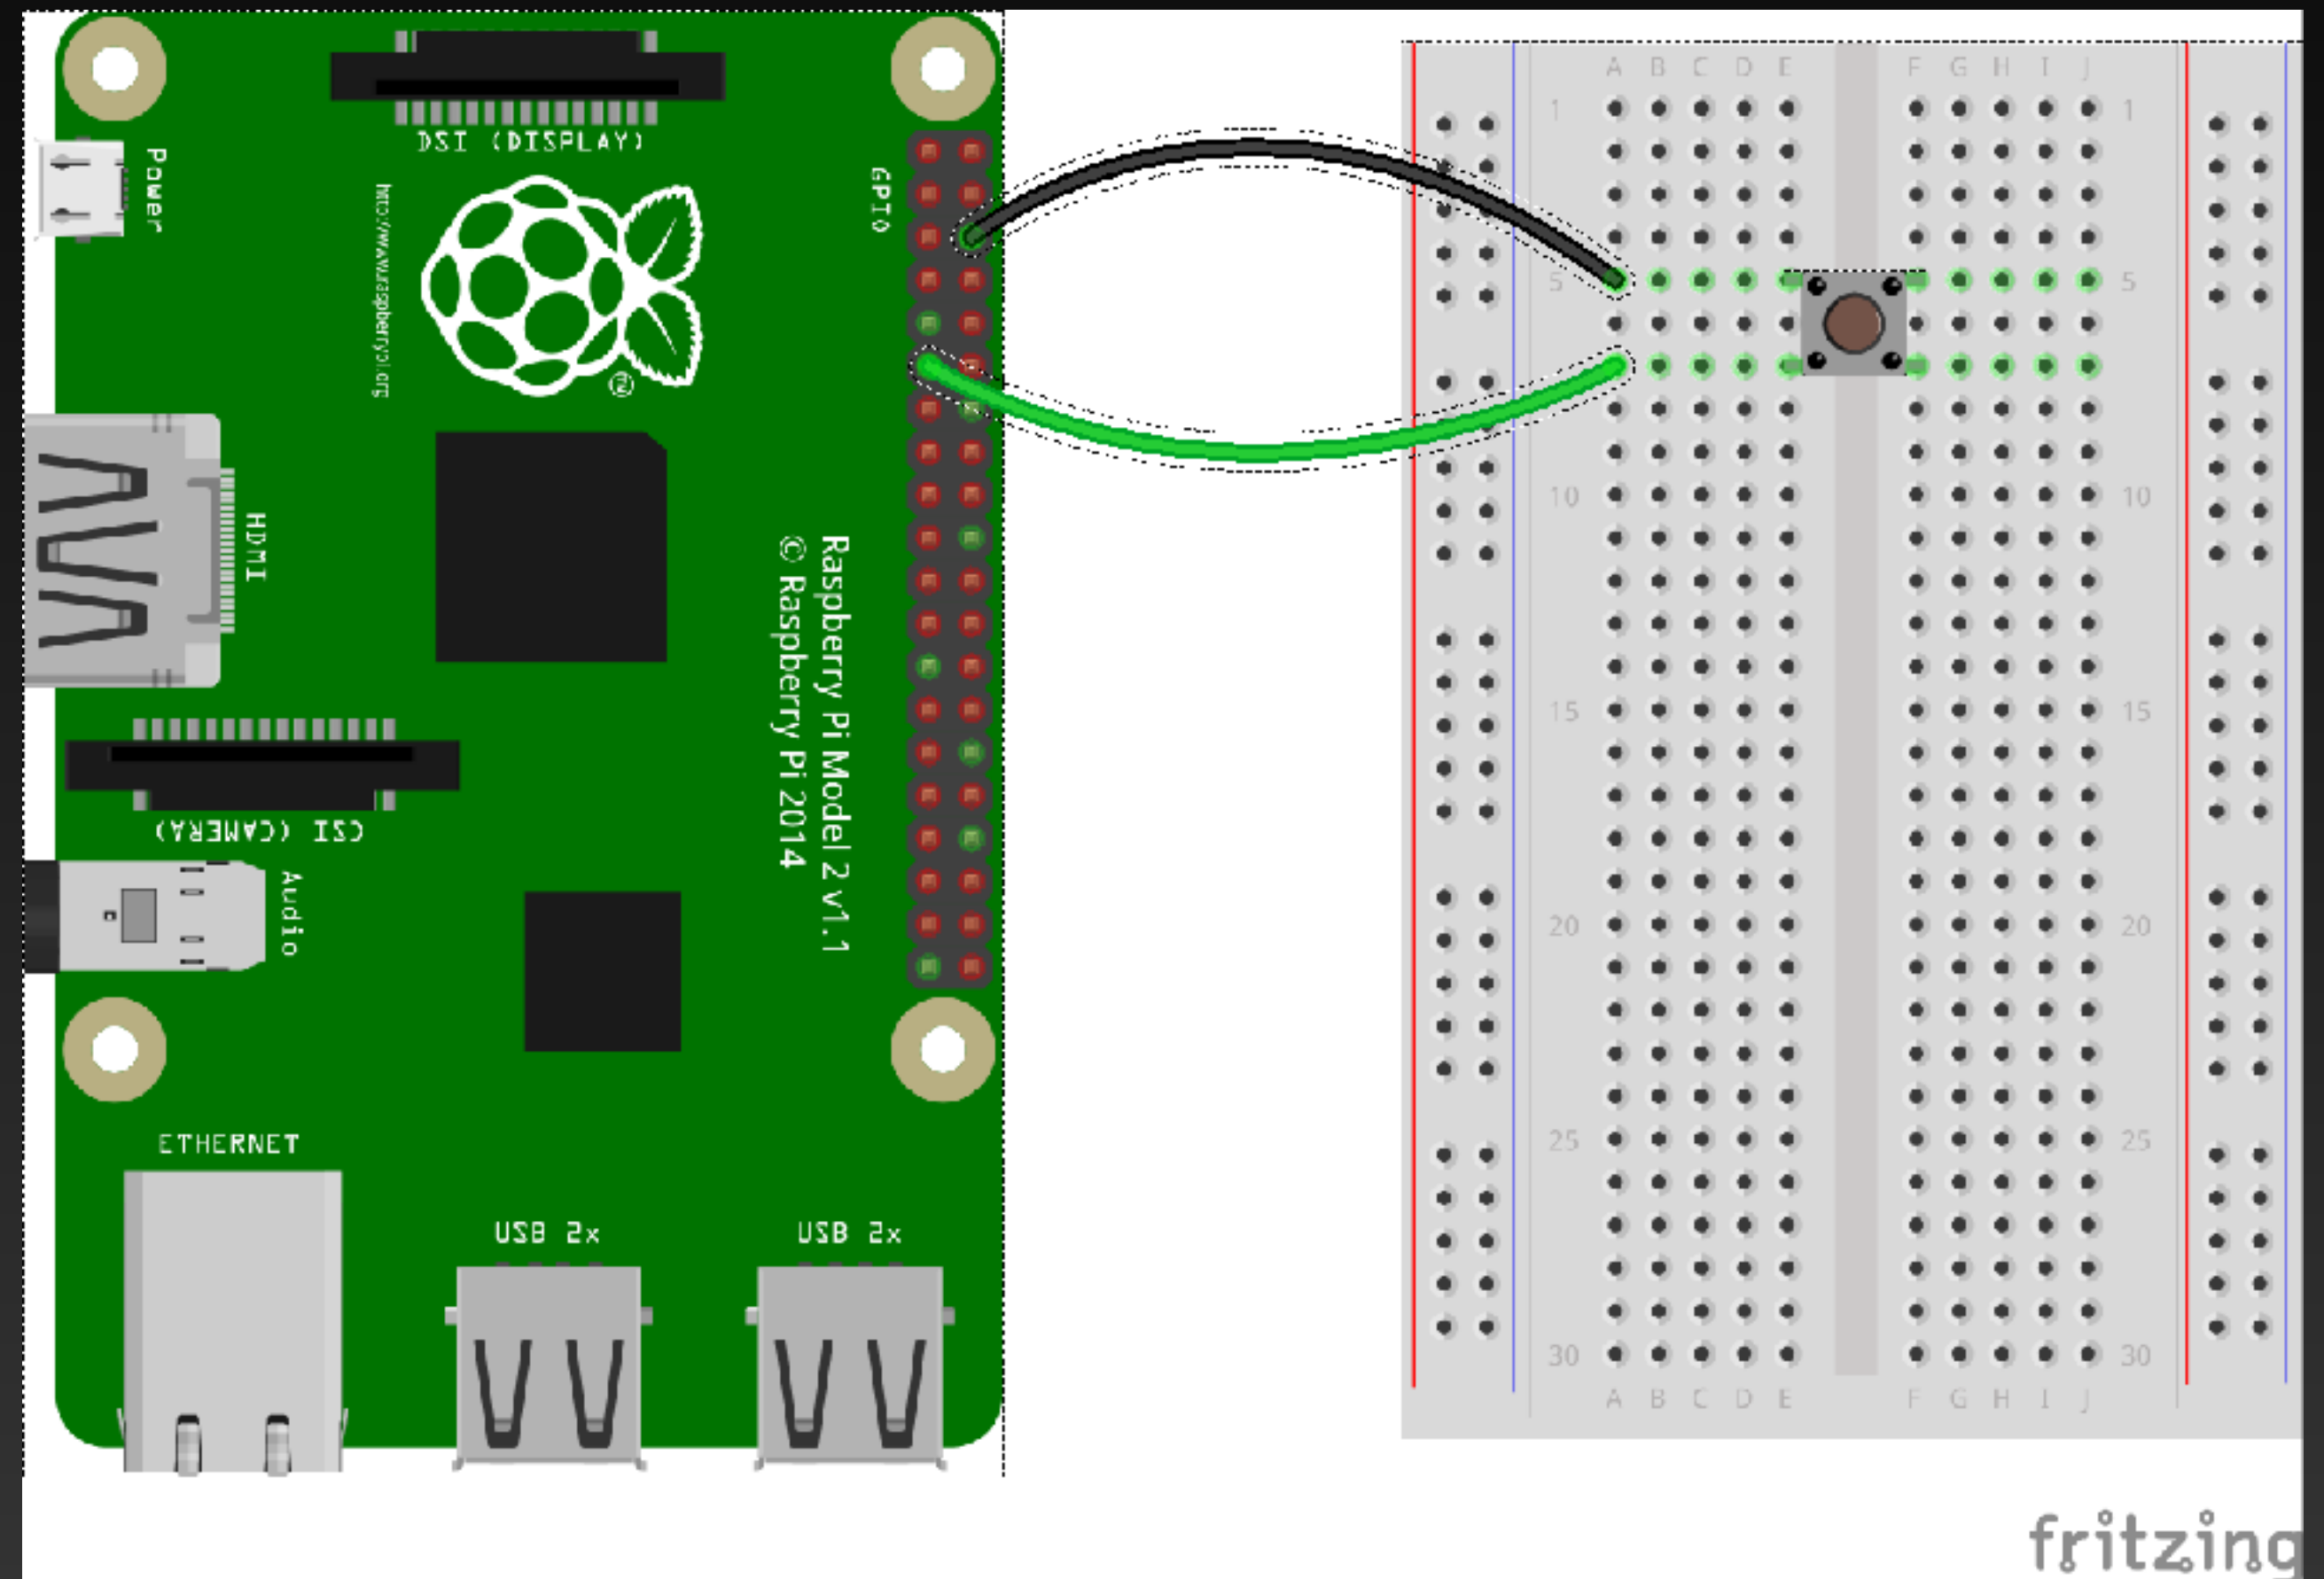 DSI (DISPLAY)
Power
http://www.raspberrypi.org
GPIO
®
HDMI
Raspberry Pi Model 2 v1.1
© Raspberry Pi 2014
CSI (CAMERA)
Audio
ETHERNET
USB 2x
USB 2x
A B C D E F G H I J
1 1
5 5
10 10
15 15
20 20
25 25
30 30
A B C D E F G H I J
fritzing